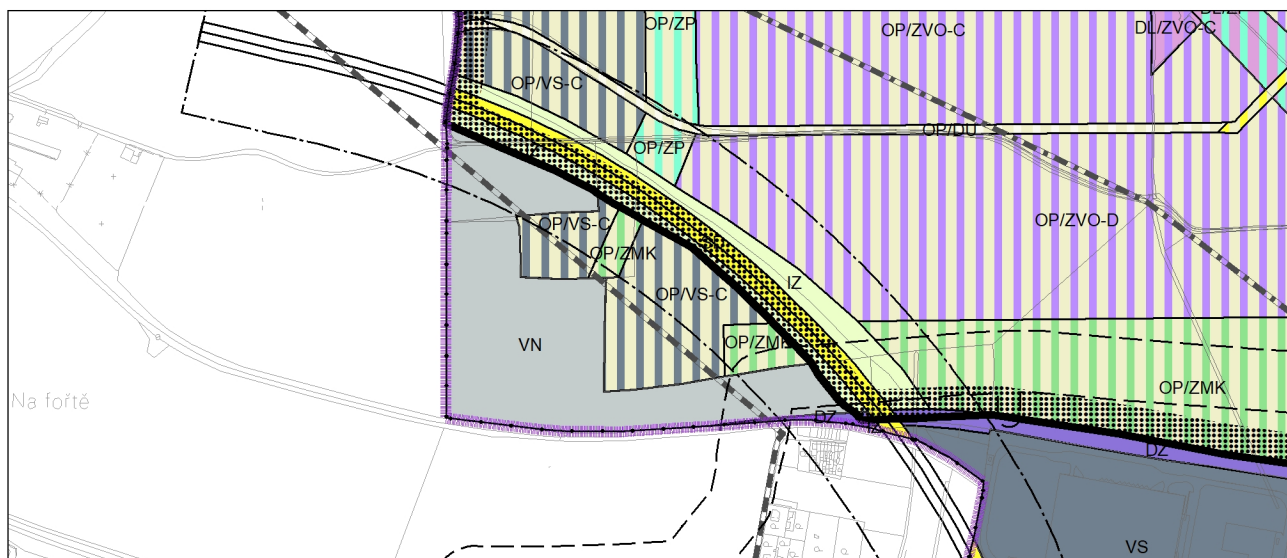 OP/ZP
OP/ZVO-C
DL/ZVO-C
OP/VS-C
OP/DU
OP/ZP
OP/VS-C
OP/ZVO-D
OP/ZMK
IZ
OP/VS-C
VN
OP/ZMK
OP/ZMK
Na fořtě
DZ
DZ
VS